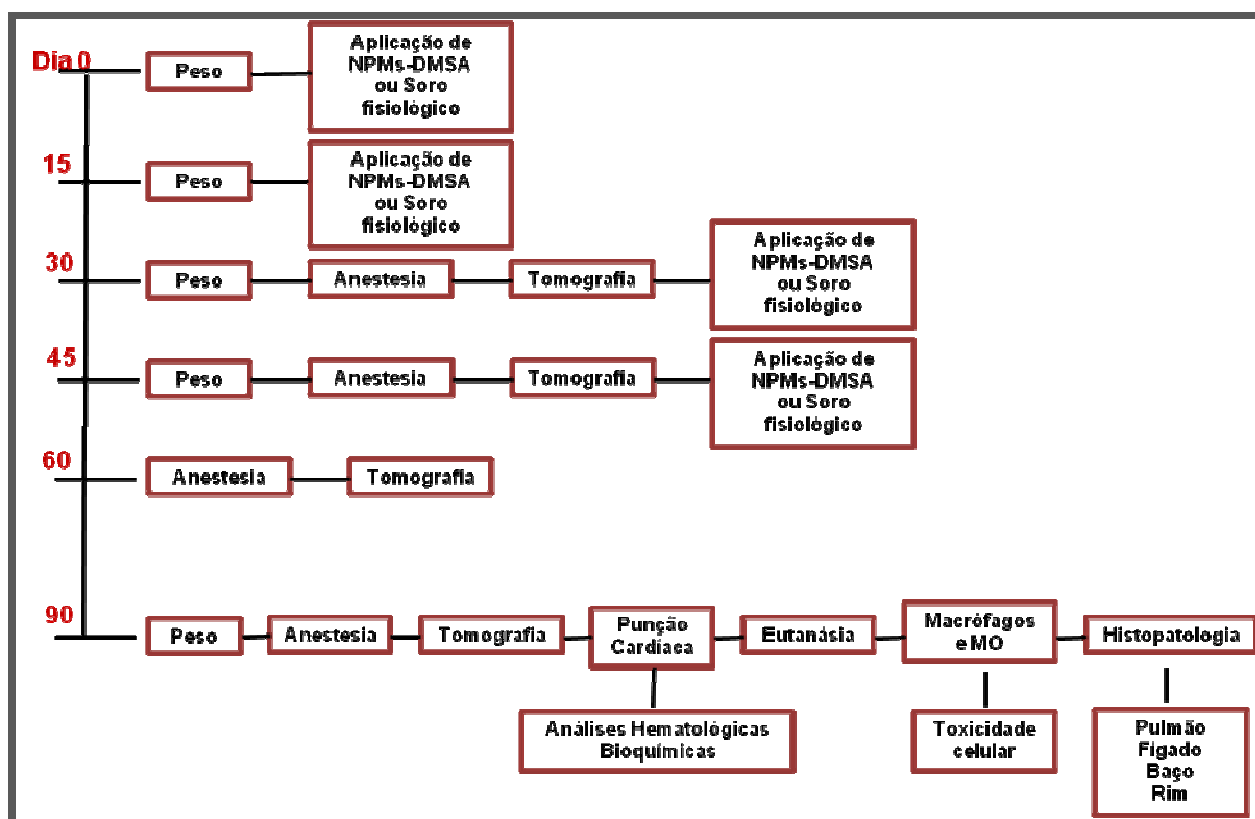 Dia 0
Peso
Aplicação de
NPMs-DMSA
ou Soro
fisiológico
15
Peso
Aplicação de
NPMs-DMSA
ou Soro
fisiológico
30
Peso
Anestesia
Tomografia
Aplicação de
NPMs-DMSA
ou Soro
fisiológico
45
Peso
Anestesia
Tomografia
Aplicação de
NPMs-DMSA
ou Soro
fisiológico
60
Anestesia
Tomografia
90
Peso
Anestesia
Tomografia
Punção
Cardíaca
Eutanásia
Macrófagos
e MO
Histopatologia
Análises Hematológicas
Bioquímicas
Toxicidade
celular
Pulmão
Fígado
Baço
Rim